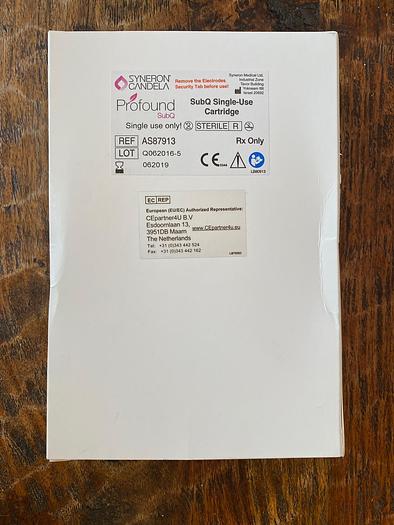 SYNERON
CANDELA
Remove the Electrodes
Security Tab before use!
Syneron Medical Ltd.
Industrial Zone
Tavor Building
Yokneam Illit
Israel 20692
Profound
SubQ
SubQ Single-Use
Cartridge
Single use only! 2 STERILE R
REF AS87913 Rx Only
LOT Q062016-5
062019
CE
EC REP
European (EU/EC) Authorized Representative:
CEpartner4U B.V
Esdoornlaan 13,
3951DB Maarn www.CEpartner4u.eu
The Netherlands
Tel: +31 (0)343 442 524
Fax: +31 (0)343 442 162